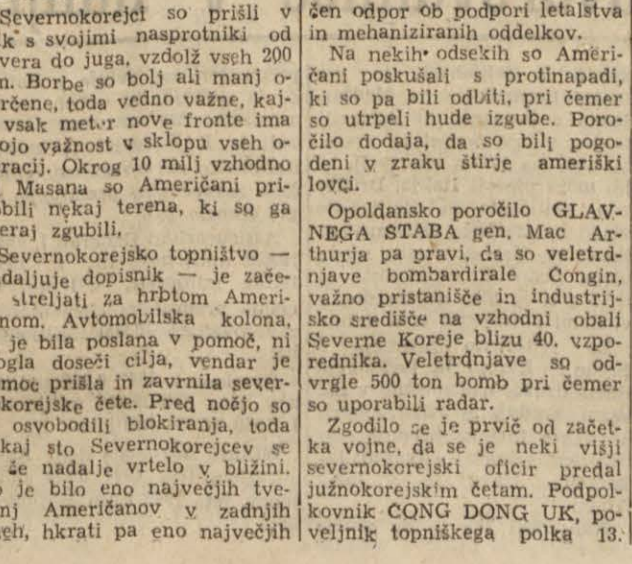 Severnokorejci so prišli v
k s svojimi nasprotniki od
vera do juga, vzdolž vseh 200
n. Borbe so bolj ali manj o-
rčene, toda vedno važne, kaj-
vsak meter nove fronte ima
ojo važnost v sklopu vseh o-
racij. Okrog 10 milj vzhodno
Masana so Američani pri-
obili nekaj terena, ki so ga
eraj zgubili.
Severnokorejsko topništvo —
daljuje dopisnik — je zače-
streljati za hrbtom Ameri-
nom. Avtomobilska kolona,
je bila poslana v pomoč, ni
ogla doseči cilja, vendar je
moč prišla in zavrnila sever-
korejske čete. Pred nočjo so
osvobodili blokiranja, toda
kaj sto Severnokorejcev se
še nadalje vrtelo v bližini.
o je bilo eno največjih tve-
nj Američanov v zadnjih
eh, hkrati pa eno največjih
čen odpor ob podpori letalstva
in mehaniziranih oddelkov.
Na nekih odsekih so Ameri-
čani poskušali s protinapadi,
ki so pa bili odbiti, pri čemer
so utrpeli hude izgube. Poro-
čilo dodaja, da so bili pogo-
deni v zraku štirje ameriški
lovci.
Opoldansko poročilo GLAV-
NEGA ŠTABA gen. Mac Ar-
thurja pa pravi, da so veletrd-
njave bombardirale Congin,
važno pristanišče in industrij-
sko središče na vzhodni obali
Severne Koreje blizu 40. vzpo-
rednika. Veletrdnjave so od-
vrgle 500 ton bomb pri čemer
so uporabili radar.
Zgodilo se je prvič od začet-
ka vojne, da se je neki višji
severnokorejski oficir predal
južnokorejskim četam. Podpol-
kovnik CONG DONG UK, po-
veljnik topniškega polka 13.